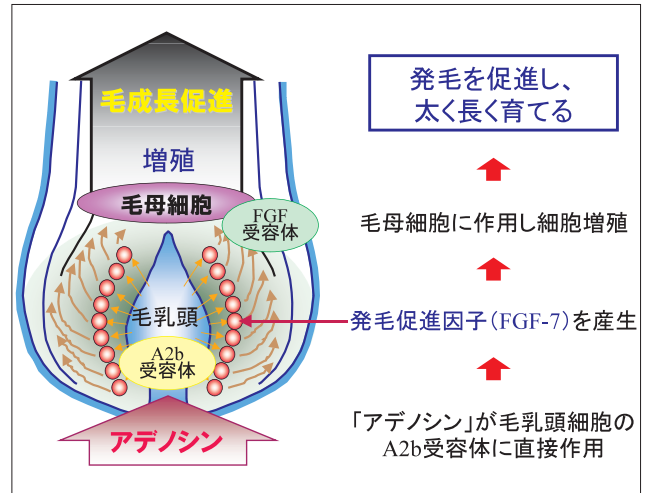 毛成長促進
増殖
毛母細胞
FGF
受容体
毛乳頭
A2b
受容体
アデノシン
発毛を促進し、
太く長く育てる
毛母細胞に作用し細胞増殖
発毛促進因子（FGF-7）を産生
「アデノシン」が毛乳頭細胞の
A2b受容体に直接作用